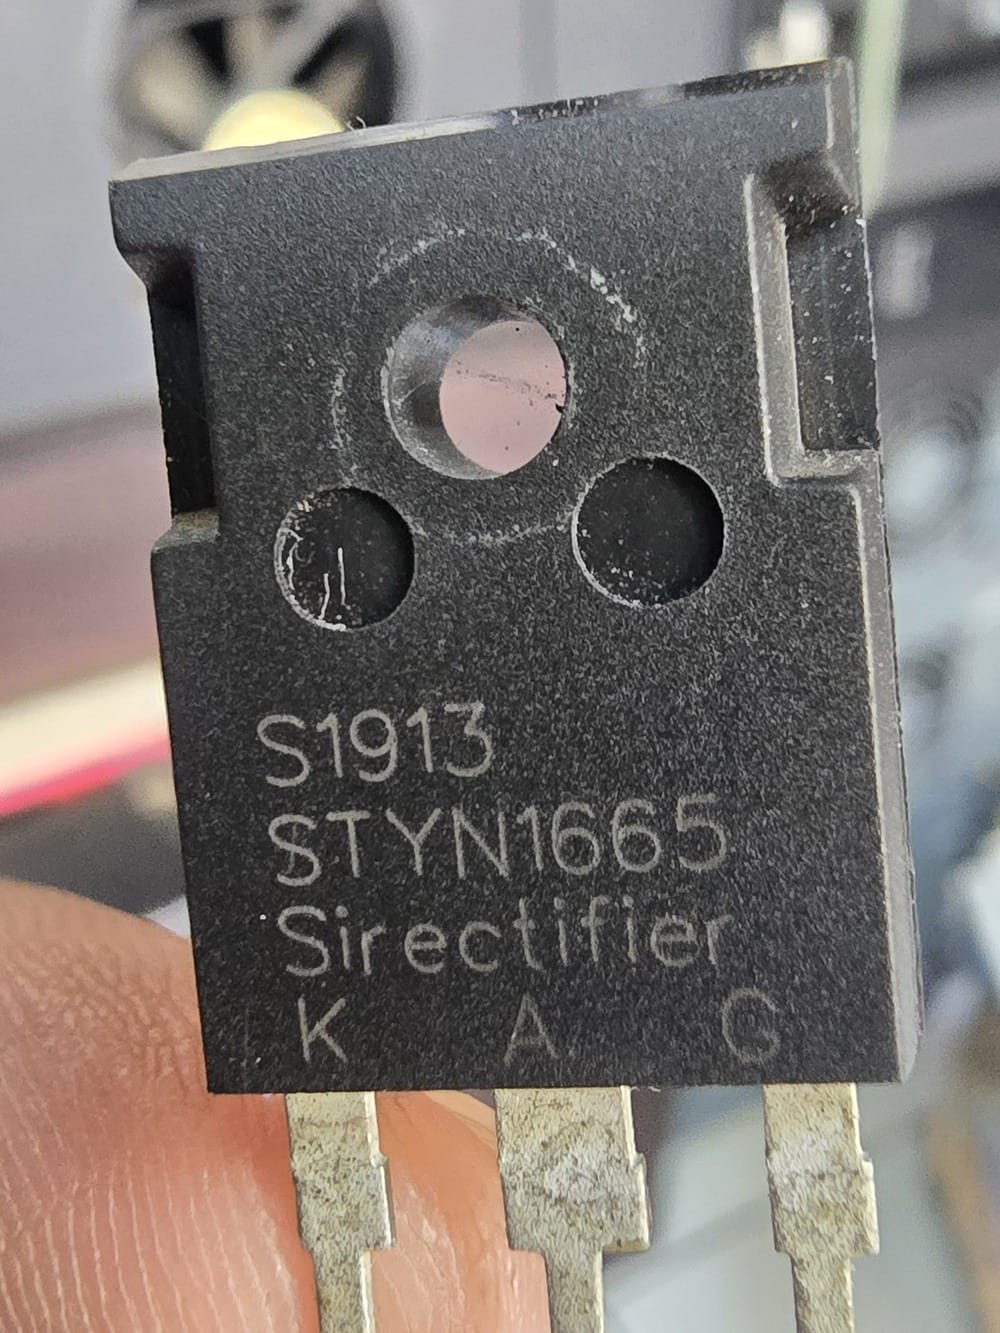 S1913
STYN1665
Sirectifier
K A G